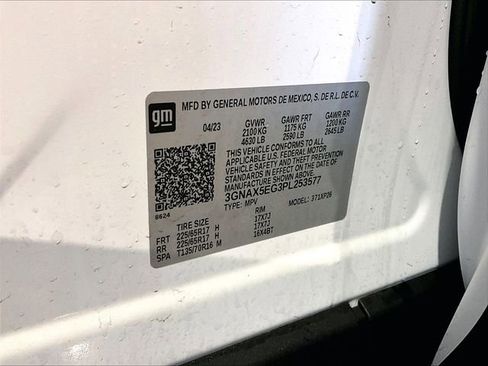 gm
MFD BY GENERAL MOTORS DE MEXICO, S. DE R.L. DE C.V.
04/23 GVWR GAWR FRT GAWR RR
2100 KG 1175 KG 1200 KG
4630 LB 2590 LB 2645 LB
THIS VEHICLE CONFORMS TO ALL
APPLICABLE U.S. FEDERAL MOTOR
VEHICLE SAFETY AND THEFT PREVENTION
STANDARDS IN EFFECT ON THE DATE OF
MANUFACTURE SHOWN ABOVE.
3GNAX5EG3PL253577
TYPE: MPV MODEL: 371XP26
6624
TIRE SIZE RIM
FRT 225/65R17 H 17X7J
RR 225/65R17 H 17X7J
SPA T135/70R16 M 16X4BT